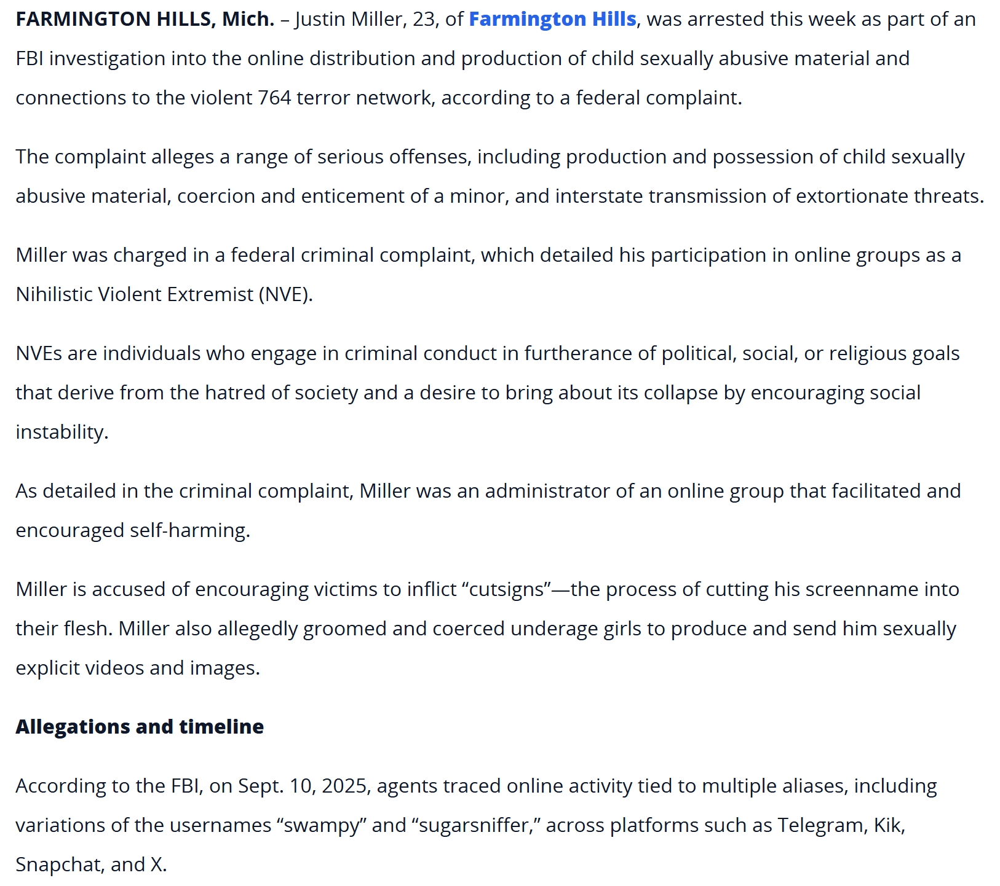 FARMINGTON HILLS, Mich. – Justin Miller, 23, of Farmington Hills, was arrested this week as part of an
FBI investigation into the online distribution and production of child sexually abusive material and
connections to the violent 764 terror network, according to a federal complaint.
The complaint alleges a range of serious offenses, including production and possession of child sexually
abusive material, coercion and enticement of a minor, and interstate transmission of extortionate threats.
Miller was charged in a federal criminal complaint, which detailed his participation in online groups as a
Nihilistic Violent Extremist (NVE).
NVEs are individuals who engage in criminal conduct in furtherance of political, social, or religious goals
that derive from the hatred of society and a desire to bring about its collapse by encouraging social
instability.
As detailed in the criminal complaint, Miller was an administrator of an online group that facilitated and
encouraged self-harming.
Miller is accused of encouraging victims to inflict “cutsigns”—the process of cutting his screenname into
their flesh. Miller also allegedly groomed and coerced underage girls to produce and send him sexually
explicit videos and images.
Allegations and timeline
According to the FBI, on Sept. 10, 2025, agents traced online activity tied to multiple aliases, including
variations of the usernames “swampy” and “sugarsniffer,” across platforms such as Telegram, Kik,
Snapchat, and X.